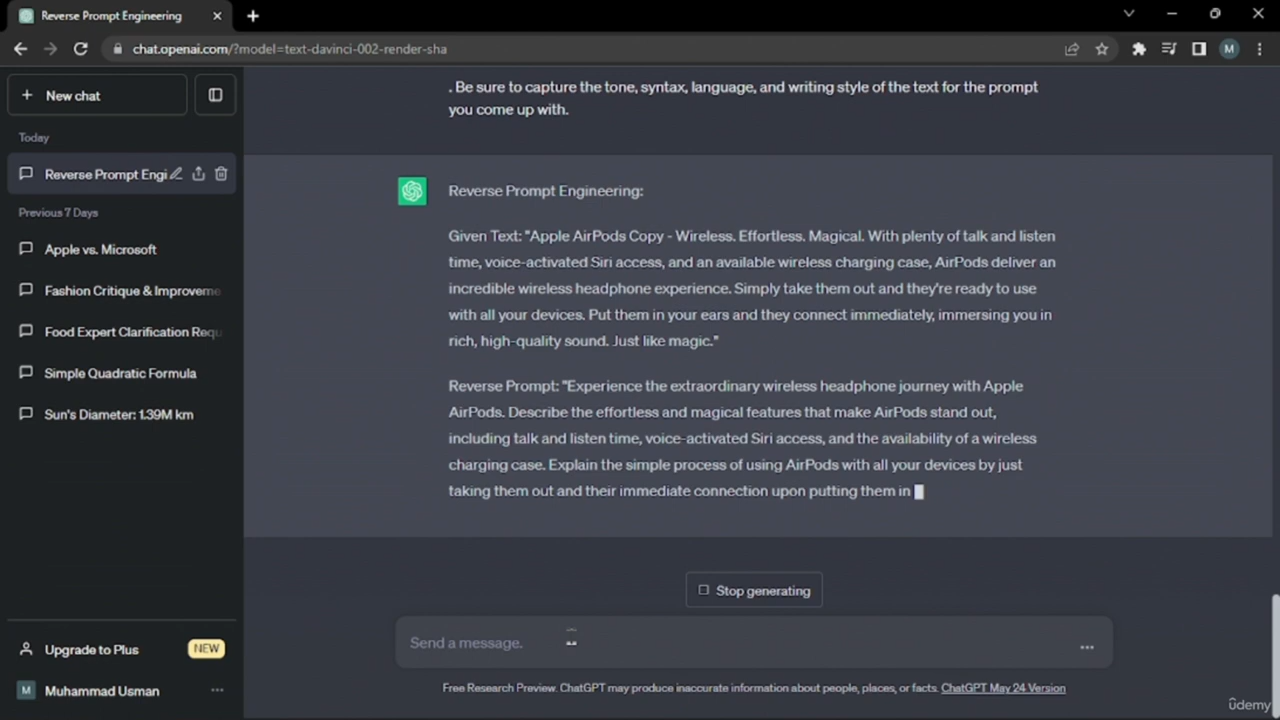 Reverse Prompt Engineering
chat.openai.com/?model=text-davinci-002-render-sha
M
New chat
Today
Reverse Prompt Engi
Previous 7 Days
Apple vs. Microsoft
Fashion Critique & Improveme
Food Expert Clarification Requ
Simple Quadratic Formula
Sun's Diameter: 1.39M km
Upgrade to Plus
NEW
M
Muhammad Usman
. Be sure to capture the tone, syntax, language, and writing style of the text for the prompt
you come up with.
Reverse Prompt Engineering:
Given Text: "Apple AirPods Copy - Wireless. Effortless. Magical. With plenty of talk and listen
time, voice-activated Siri access, and an available wireless charging case, AirPods deliver an
incredible wireless headphone experience. Simply take them out and they're ready to use
with all your devices. Put them in your ears and they connect immediately, immersing you in
rich, high-quality sound. Just like magic."
Reverse Prompt: "Experience the extraordinary wireless headphone journey with Apple
AirPods. Describe the effortless and magical features that make AirPods stand out,
including talk and listen time, voice-activated Siri access, and the availability of a wireless
charging case. Explain the simple process of using AirPods with all your devices by just
taking them out and their immediate connection upon putting them in
Stop generating
Send a message.
Free Research Preview. ChatGPT may produce inaccurate information about people, places, or facts. ChatGPT May 24 Version
ûdemy